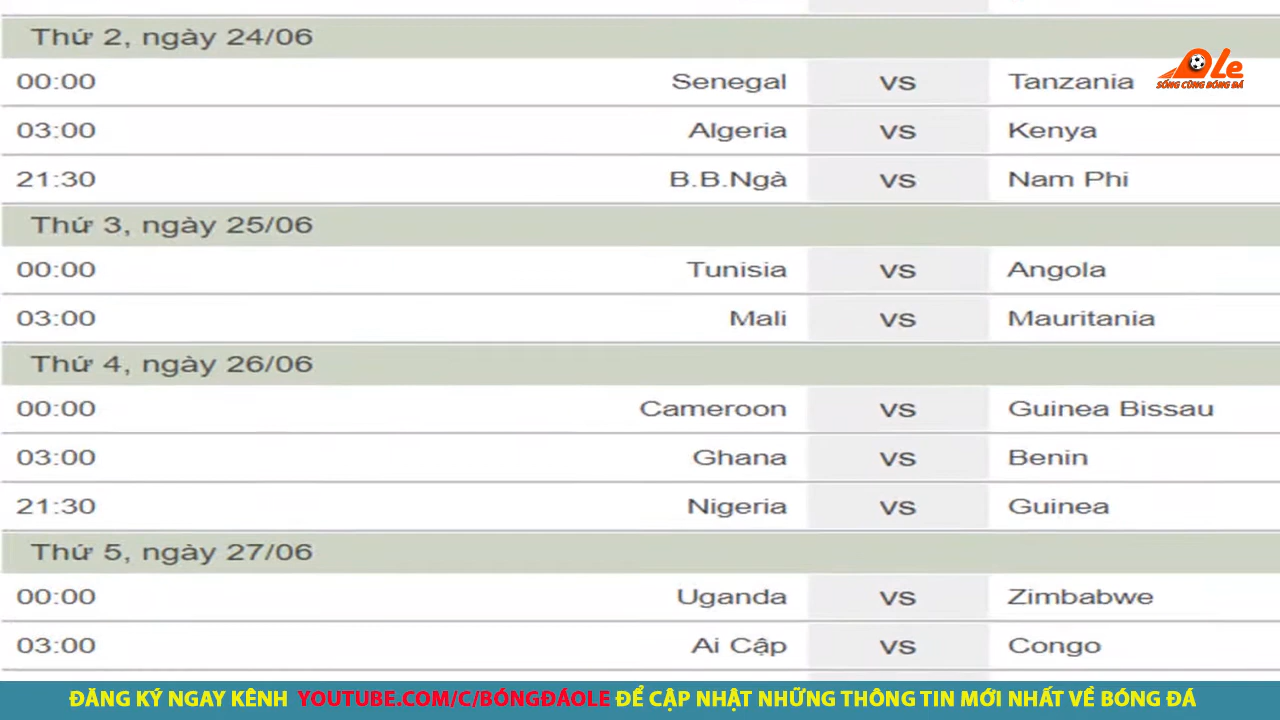 Thứ 2, ngày 24/06
00:00 Senegal vs Tanzania
03:00 Algeria vs Kenya
21:30 B.B.Ngà vs Nam Phi
Thứ 3, ngày 25/06
00:00 Tunisia vs Angola
03:00 Mali vs Mauritania
Thứ 4, ngày 26/06
00:00 Cameroon vs Guinea Bissau
03:00 Ghana vs Benin
21:30 Nigeria vs Guinea
Thứ 5, ngày 27/06
00:00 Uganda vs Zimbabwe
03:00 Ai Cập vs Congo
Ole
SỐNG CÙNG BÓNG ĐÁ
ĐĂNG KÝ NGAY KÊNH YOUTUBE.COM/C/BÓNGĐÁOLE ĐỂ CẬP NHẬT NHỮNG THÔNG TIN MỚI NHẤT VỀ BÓNG ĐÁ